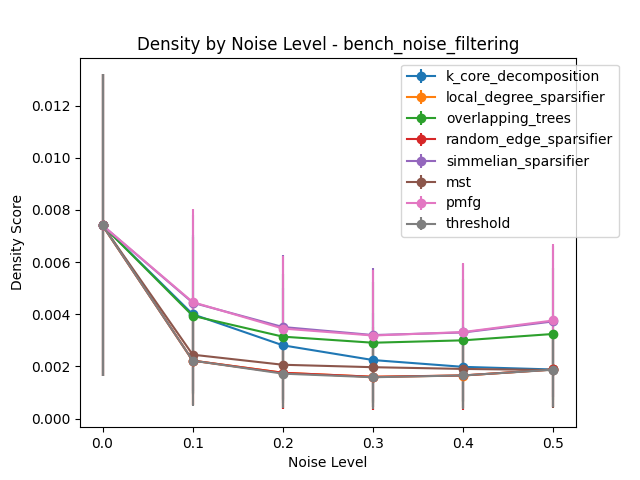 Density by Noise Level - bench_noise_filtering
k_core_decomposition
local_degree_sparsifier
overlapping_trees
random_edge_sparsifier
simmelian_sparsifier
mst
pmfg
threshold
Density Score
0.012
0.010
0.008
0.006
0.004
0.002
0.000
0.0
0.1
0.2
0.3
0.4
0.5
Noise Level